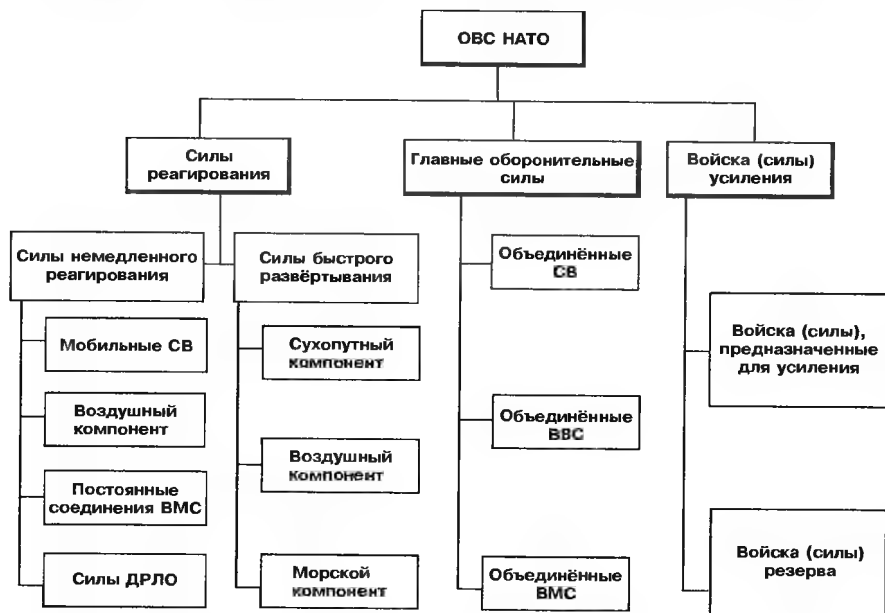 ОВС НАТО
Силы
реагирования
Главные оборонительные
силы
Войска (силы)
усиления
Силы немедленного
реагирования
Силы быстрого
развёртывания
Мобильные СВ
Воздушный
компонент
Постоянные
соединения ВМС
Силы ДРЛО
Сухопутный
компонент
Воздушный
компонент
Морской
компонент
Объединённые
СВ
Объединённые
ВВС
Объединённые
ВМС
Войска (силы),
предназначенные
для усиления
Войска (силы)
резерва